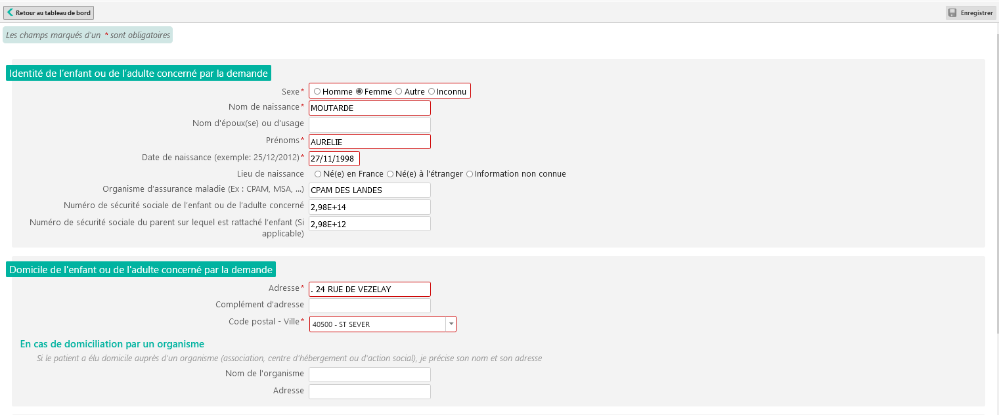 Retour au tableau de bord
Enregistrer
Les champs marqués d'un * sont obligatoires
Identité de l'enfant ou de l'adulte concerné par la demande
Sexe* Homme Femme Autre Inconnu
Nom de naissance* MOUTARDE
Nom d'époux(se) ou d'usage
Prénoms* AURELIE
Date de naissance (exemple: 25/12/2012)* 27/11/1998
Lieu de naissance Né(e) en France Né(e) à l'étranger Information non connue
Organisme d'assurance maladie (Ex : CPAM, MSA, ...) CPAM DES LANDES
Numéro de sécurité sociale de l'enfant ou de l'adulte concerné 2,98E+14
Numéro de sécurité sociale du parent sur lequel est rattaché l'enfant (Si
applicable) 2,98E+12
Domicile de l'enfant ou de l'adulte concerné par la demande
Adresse* . 24 RUE DE VEZELAY
Complément d'adresse
Code postal - Ville* 40500 - ST SEVER
En cas de domiciliation par un organisme
Si le patient a élu domicile auprès d'un organisme (association, centre d'hébergement ou d'action social), je précise son nom et son adresse
Nom de l'organisme
Adresse